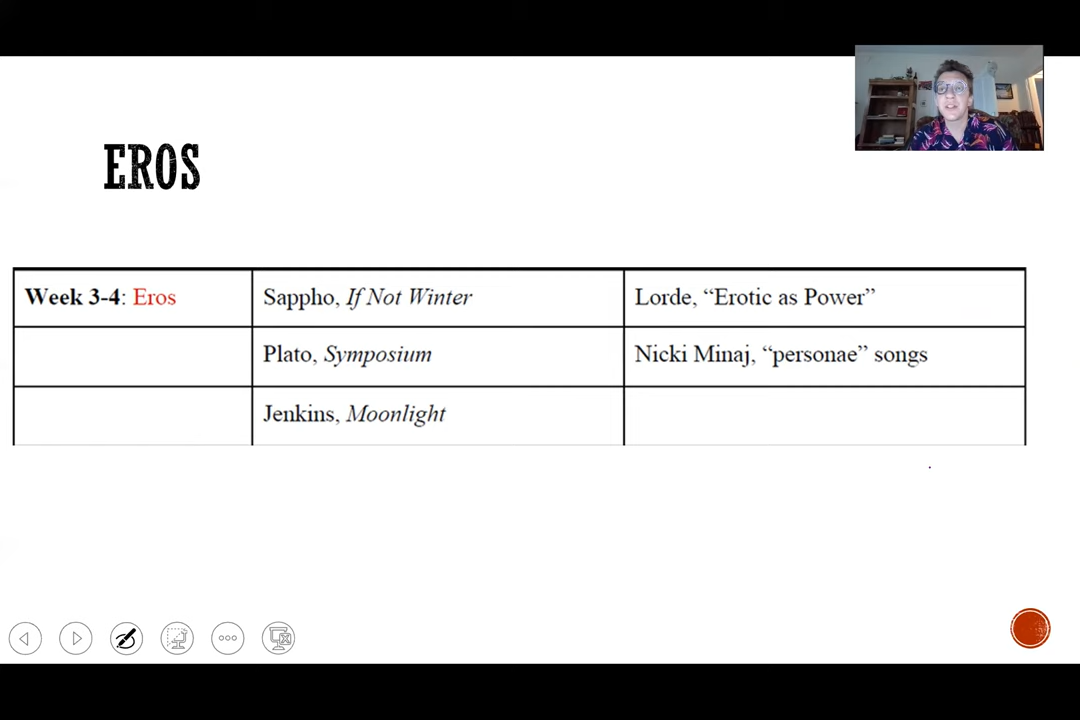 EROS
Week 3-4: Eros
Sappho, If Not Winter
Lorde, “Erotic as Power”
Plato, Symposium
Nicki Minaj, “personae” songs
Jenkins, Moonlight